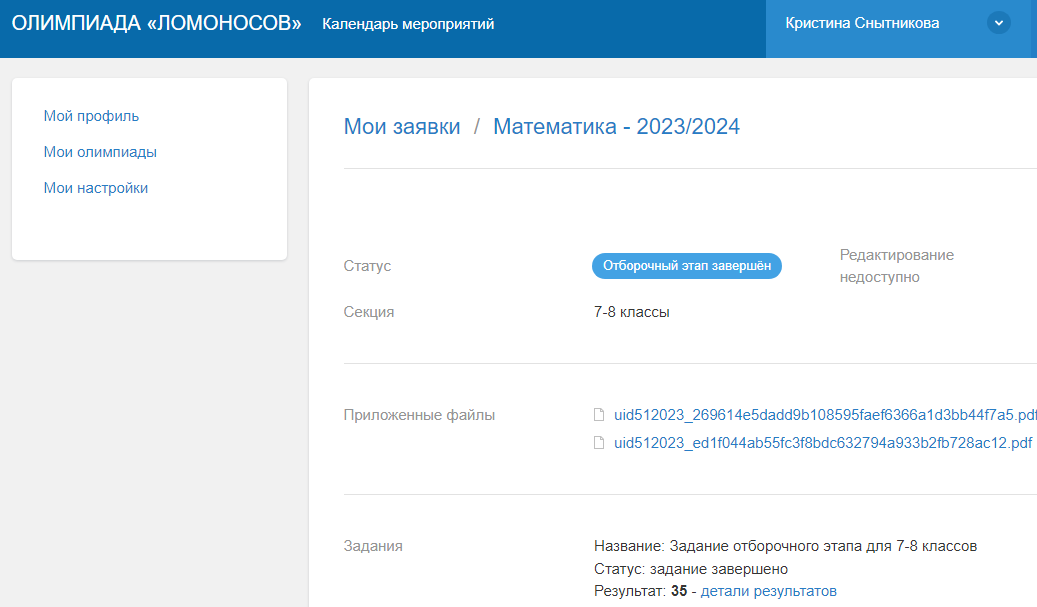 ОЛИМПИАДА «ЛОМОНОСОВ» Календарь мероприятий Кристина Снытникова
Мой профиль
Мои олимпиады
Мои настройки
Мои заявки / Математика - 2023/2024
Статус Отборочный этап завершён Редактирование
недоступно
Секция 7-8 классы
Приложенные файлы uid512023_269614e5dadd9b108595faef6366a1d3bb44f7a5.pdf
uid512023_ed1f044ab55fc3f8bdc632794a933b2fb728ac12.pdf
Задания Название: Задание отборочного этапа для 7-8 классов
Статус: задание завершено
Результат: 35 - детали результатов